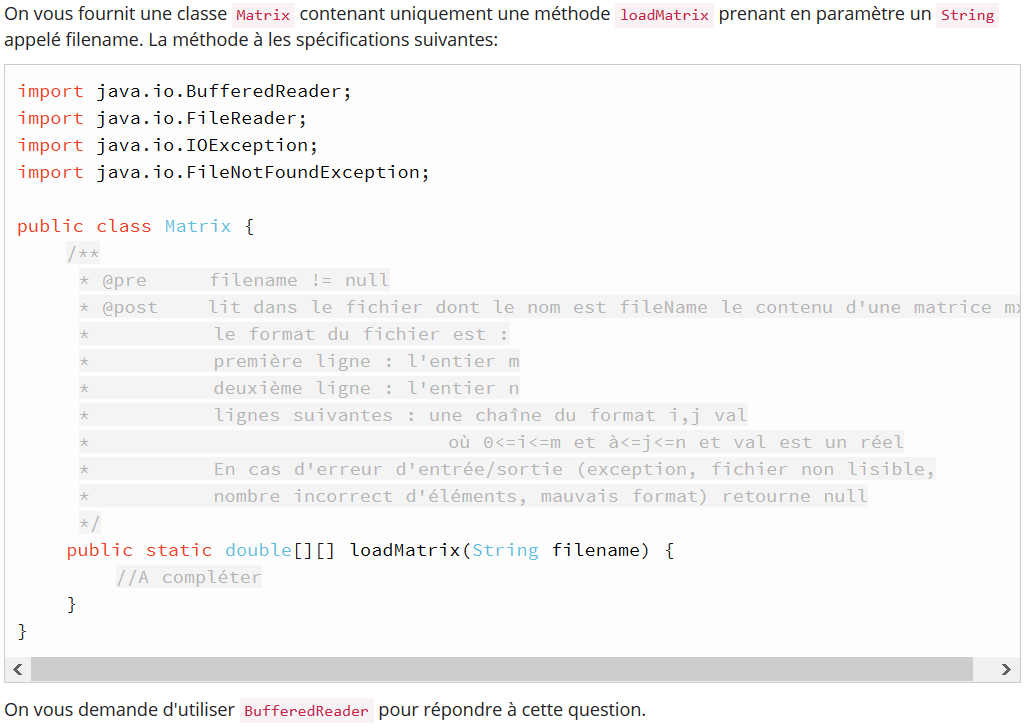 On vous fournit une classe Matrix contenant uniquement une méthode loadMatrix prenant en paramètre un String
appelé filename. La méthode à les spécifications suivantes:
import java.io.BufferedReader;
import java.io.FileReader;
import java.io.IOException;
import java.io.FileNotFoundException;
public class Matrix {
/**
* @pre filename != null
* @post lit dans le fichier dont le nom est fileName le contenu d'une matrice
* le format du fichier est :
* première ligne : l'entier m
* deuxième ligne : l'entier n
* lignes suivantes : une chaîne du format i,j val
* où 0<=i<=m et à<=j<=n et val est un réel
* En cas d'erreur d'entrée/sortie (exception, fichier non lisible,
* nombre incorrect d'éléments, mauvais format) retourne null
*/
public static double[][] loadMatrix(String filename) {
//A compléter
}
}
On vous demande d'utiliser BufferedReader pour répondre à cette question.